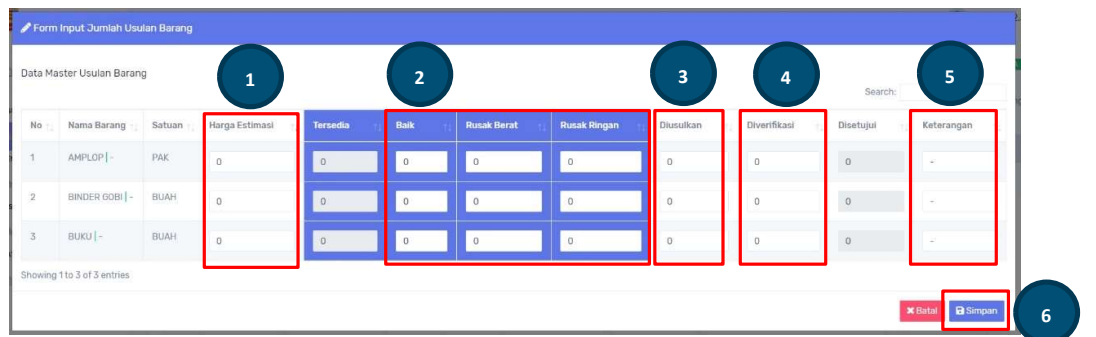 Form Input Jumlah Usulan Barang
Data Master Usulan Barang
1 2 3 4 5
Search:
No Nama Barang Satuan Harga Estimasi Tersedia Baik Rusak Berat Rusak Ringan Diusulkan Diverifikasi Disetujui Keterangan
1 AMPLOP | - PAK 0 0 0 0 0 0 0 0 -
2 BINDER GOBI | - BUAH 0 0 0 0 0 0 0 0 -
3 BUKU | - BUAH 0 0 0 0 0 0 0 0 -
Showing 1 to 3 of 3 entries
Batal Simpan 6